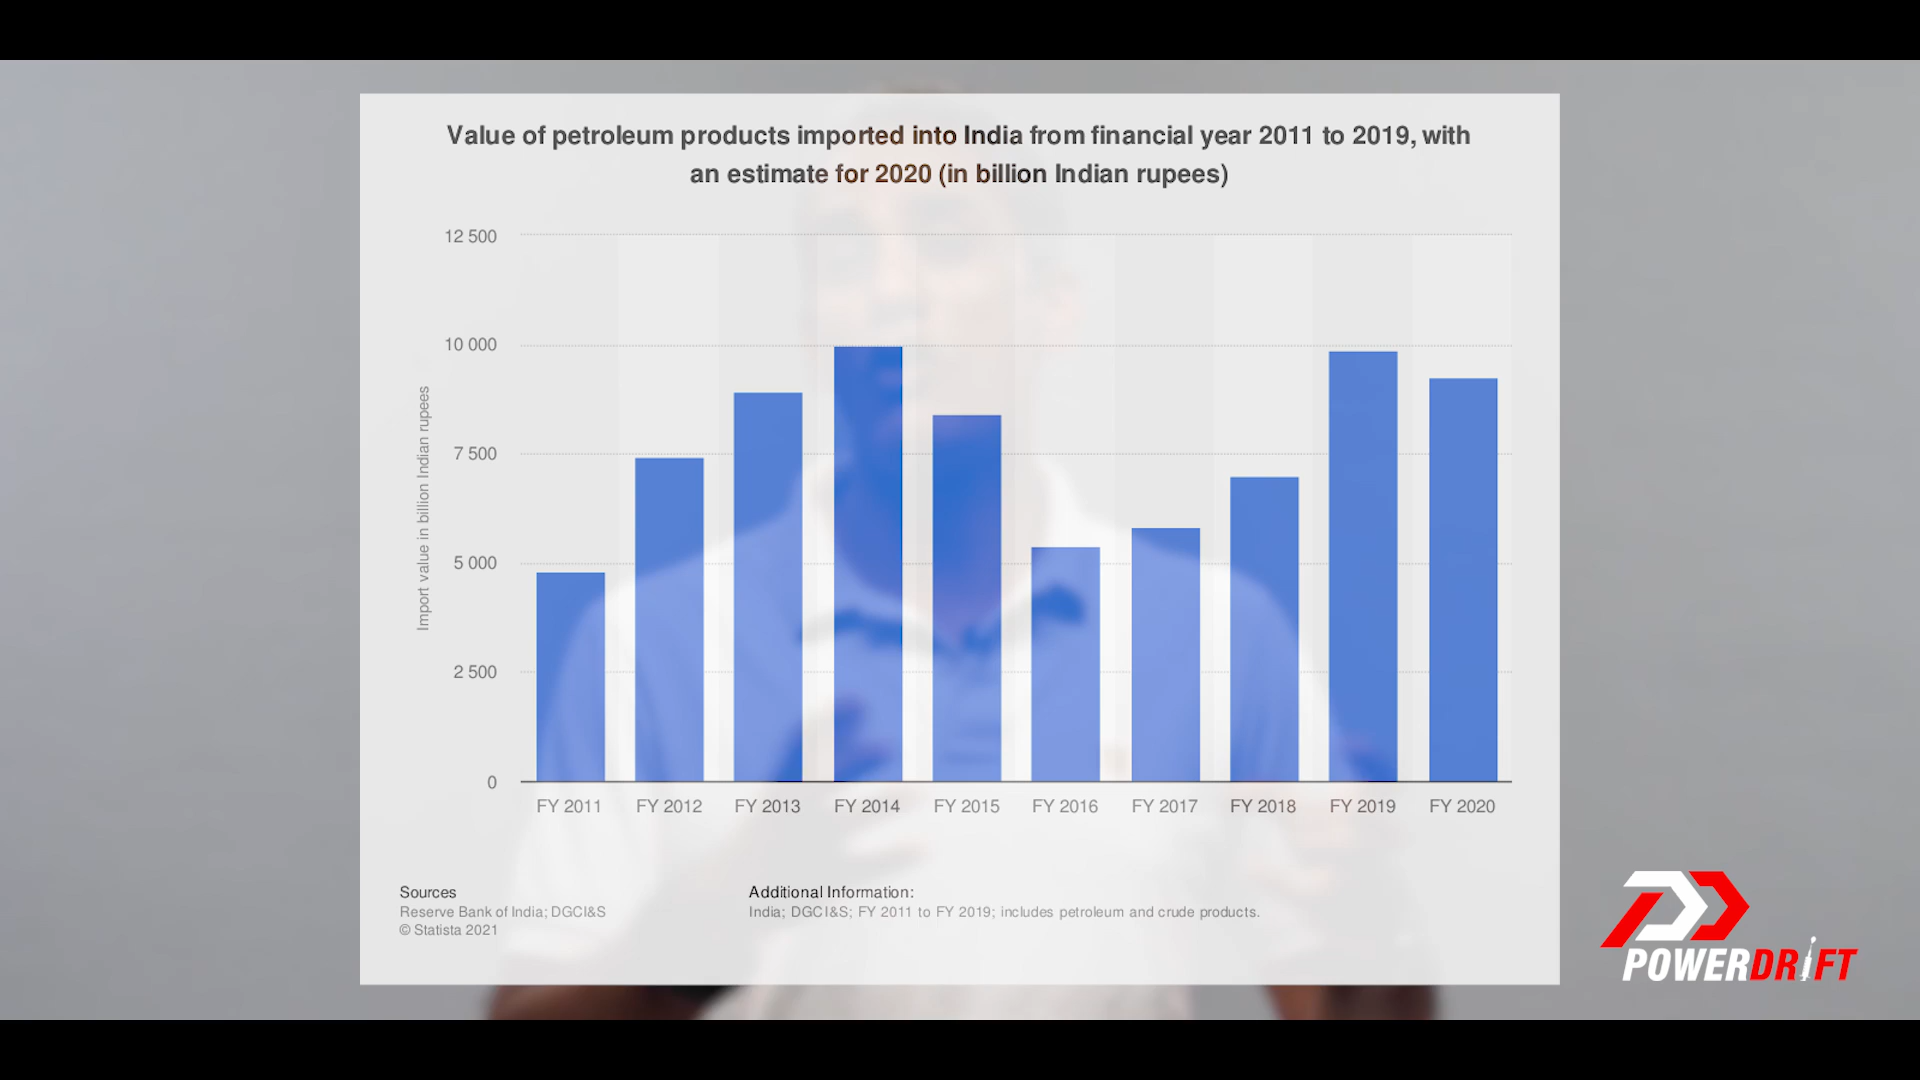 Value of petroleum products imported into India from financial year 2011 to 2019, with
an estimate for 2020 (in billion Indian rupees)
Import value in billion Indian rupees
12 500
10 000
7 500
5 000
2 500
0
FY 2011 FY 2012 FY 2013 FY 2014 FY 2015 FY 2016 FY 2017 FY 2018 FY 2019 FY 2020
Sources
Reserve Bank of India; DGCI&S
© Statista 2021
Additional Information:
India; DGCI&S; FY 2011 to FY 2019; includes petroleum and crude products.
POWERDRiFT